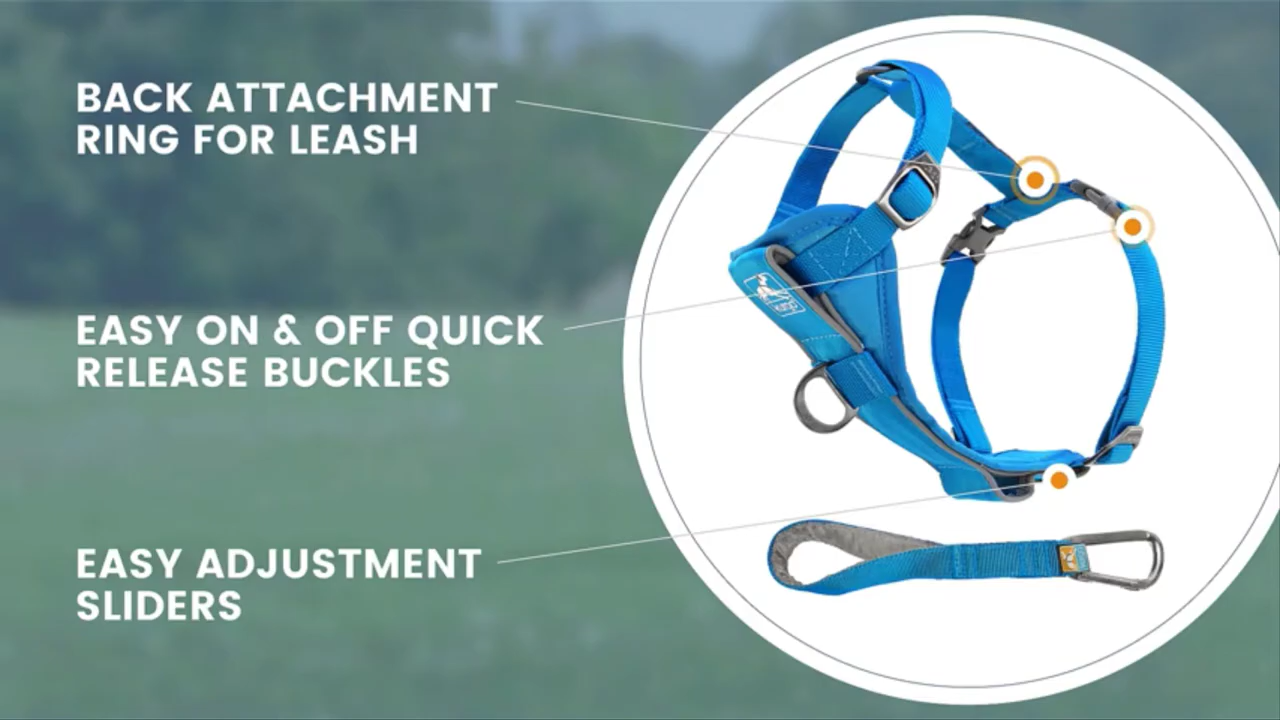 BACK ATTACHMENT
RING FOR LEASH
EASY ON & OFF QUICK
RELEASE BUCKLES
EASY ADJUSTMENT
SLIDERS